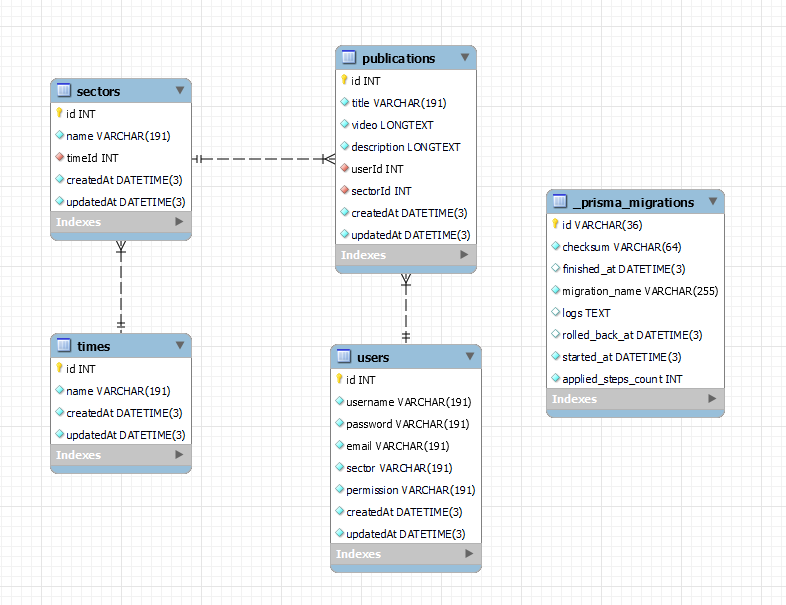 sectors
id INT
name VARCHAR(191)
timeId INT
createdAt DATETIME(3)
updatedAt DATETIME(3)
Indexes
publications
id INT
title VARCHAR(191)
video LONGTEXT
description LONGTEXT
userId INT
sectorId INT
createdAt DATETIME(3)
updatedAt DATETIME(3)
Indexes
_prisma_migrations
id VARCHAR(36)
checksum VARCHAR(64)
finished_at DATETIME(3)
migration_name VARCHAR(255)
logs TEXT
rolled_back_at DATETIME(3)
started_at DATETIME(3)
applied_steps_count INT
Indexes
times
id INT
name VARCHAR(191)
createdAt DATETIME(3)
updatedAt DATETIME(3)
Indexes
users
id INT
username VARCHAR(191)
password VARCHAR(191)
email VARCHAR(191)
sector VARCHAR(191)
permission VARCHAR(191)
createdAt DATETIME(3)
updatedAt DATETIME(3)
Indexes